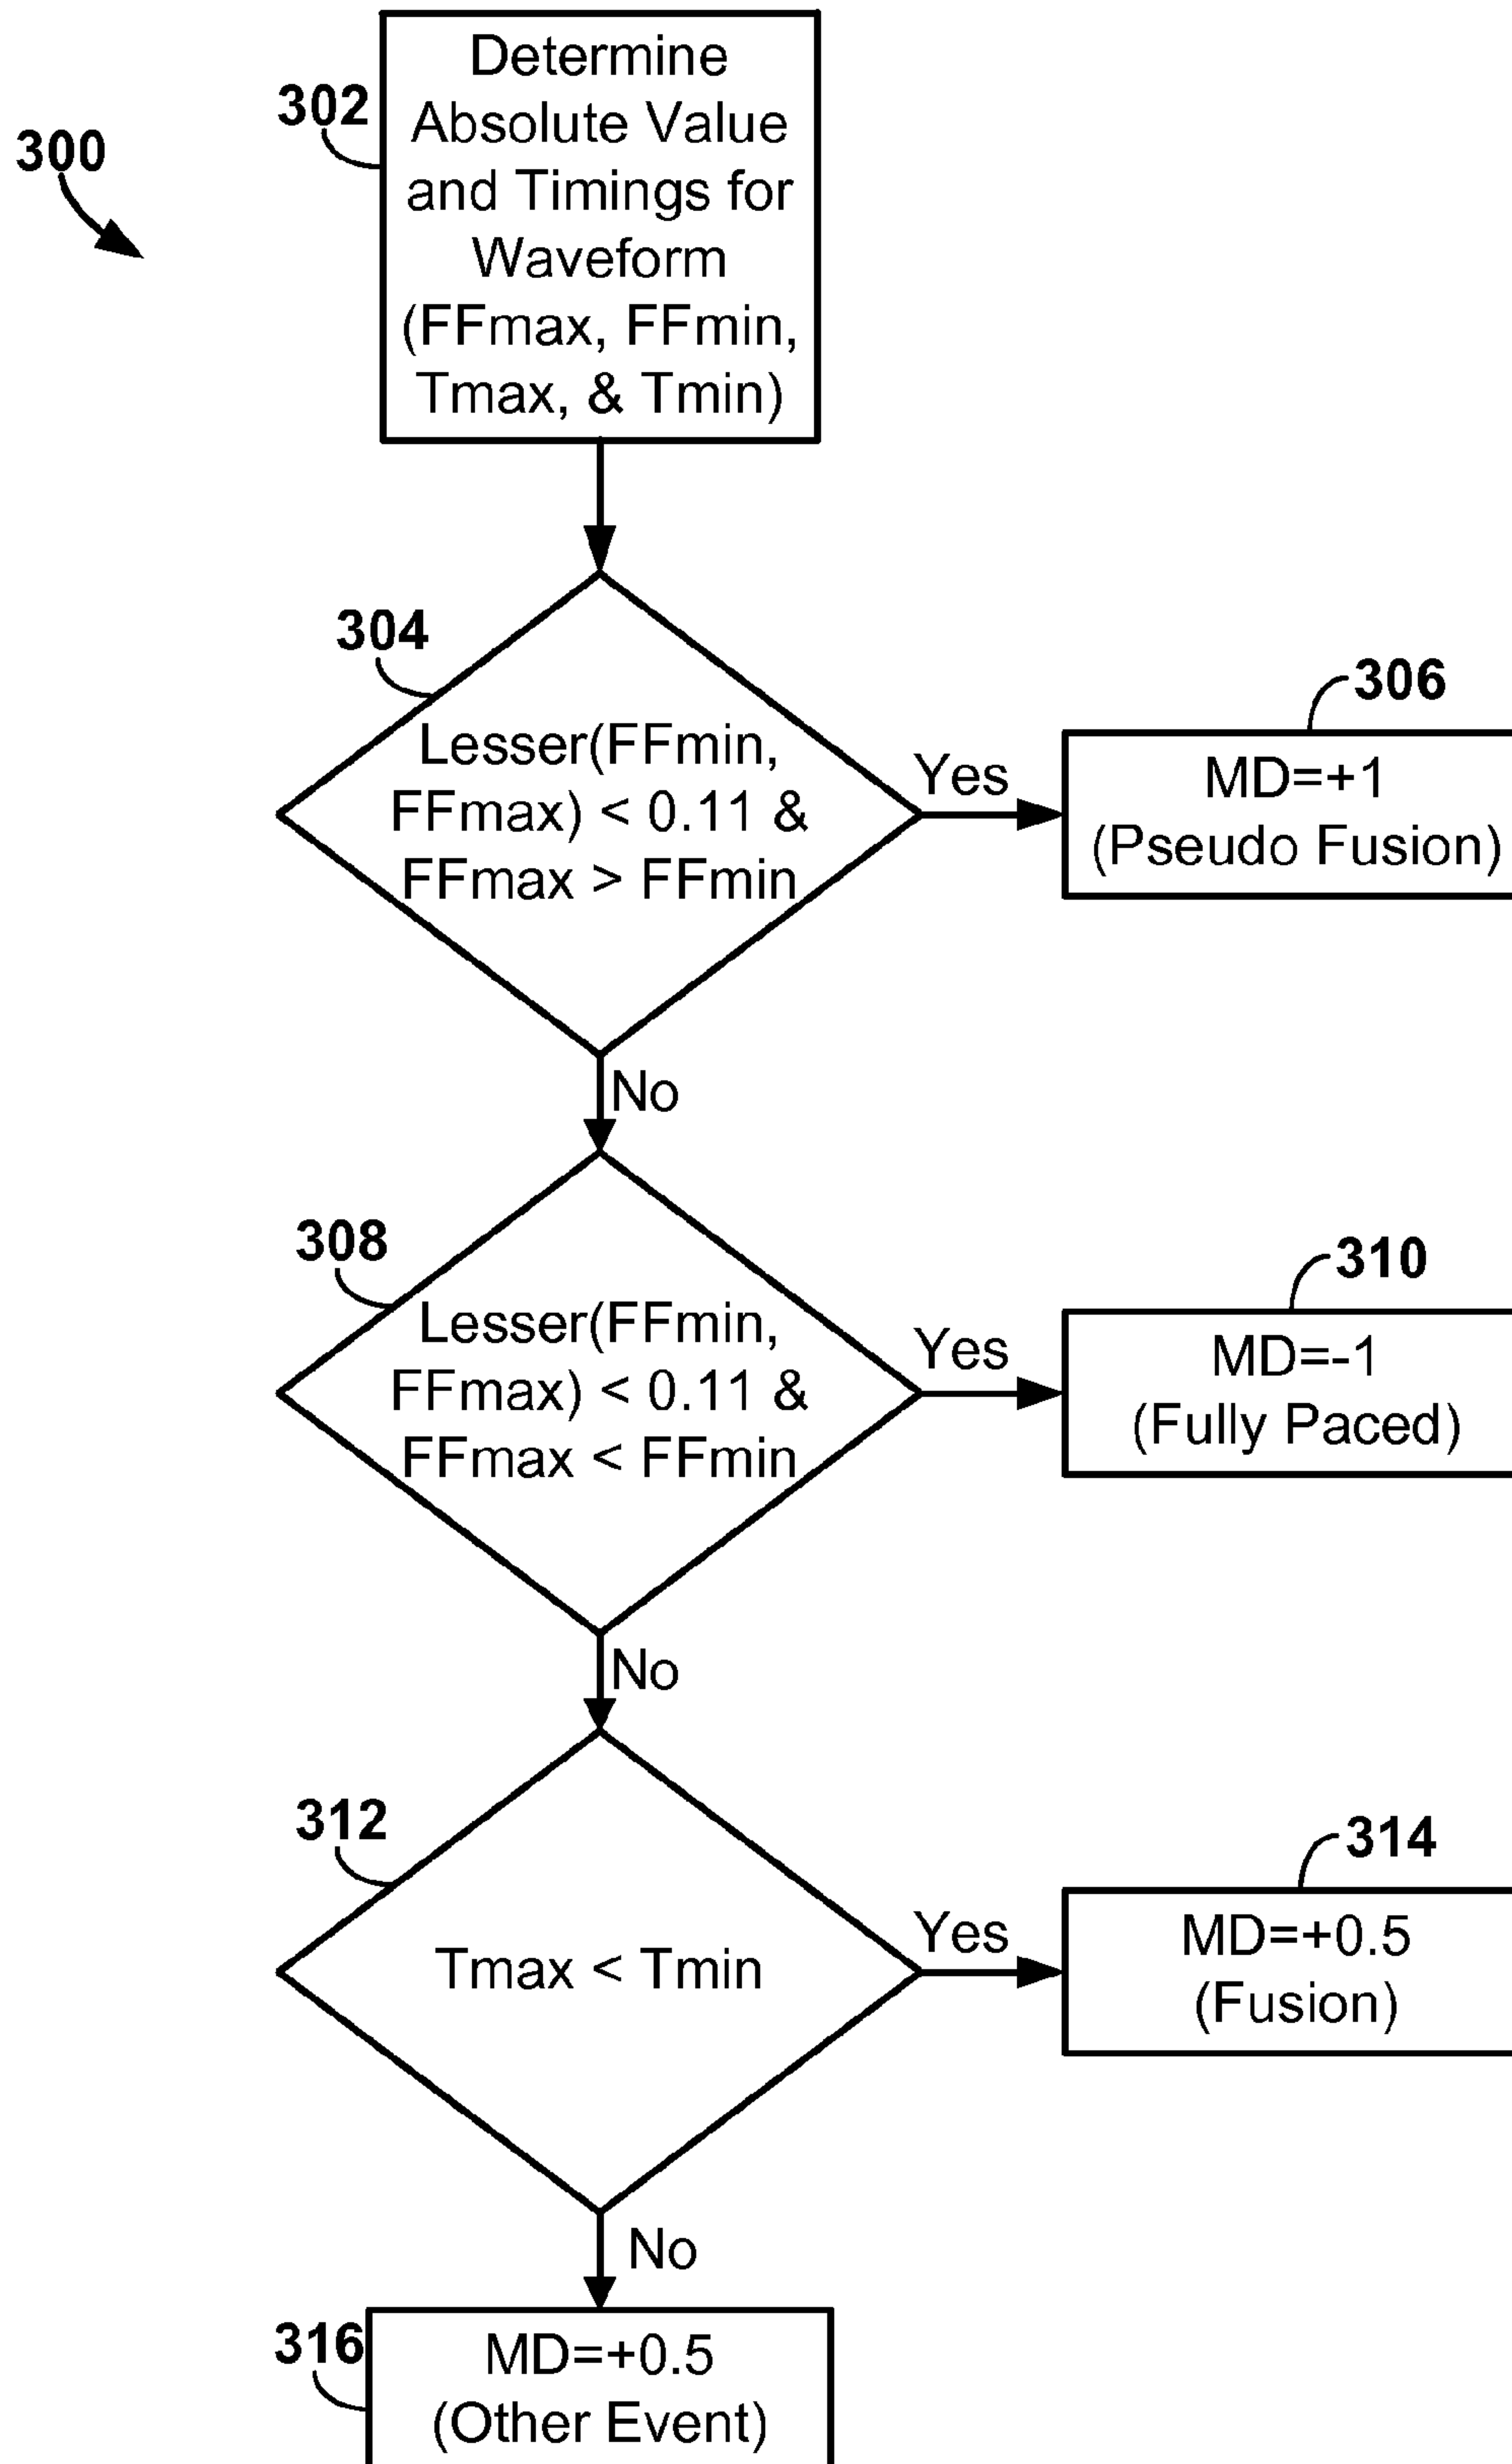 300
302
Determine
Absolute Value
and Timings for
Waveform
(FFmax, FFmin,
Tmax, & Tmin)
304
Lesser(FFmin,
FFmax) < 0.11 &
FFmax > FFmin
Yes
306
MD=+1
(Pseudo Fusion)
No
308
Lesser(FFmin,
FFmax) < 0.11 &
FFmax < FFmin
Yes
310
MD=-1
(Fully Paced)
No
312
Tmax < Tmin
Yes
314
MD=+0.5
(Fusion)
No
316
MD=+0.5
(Other Event)